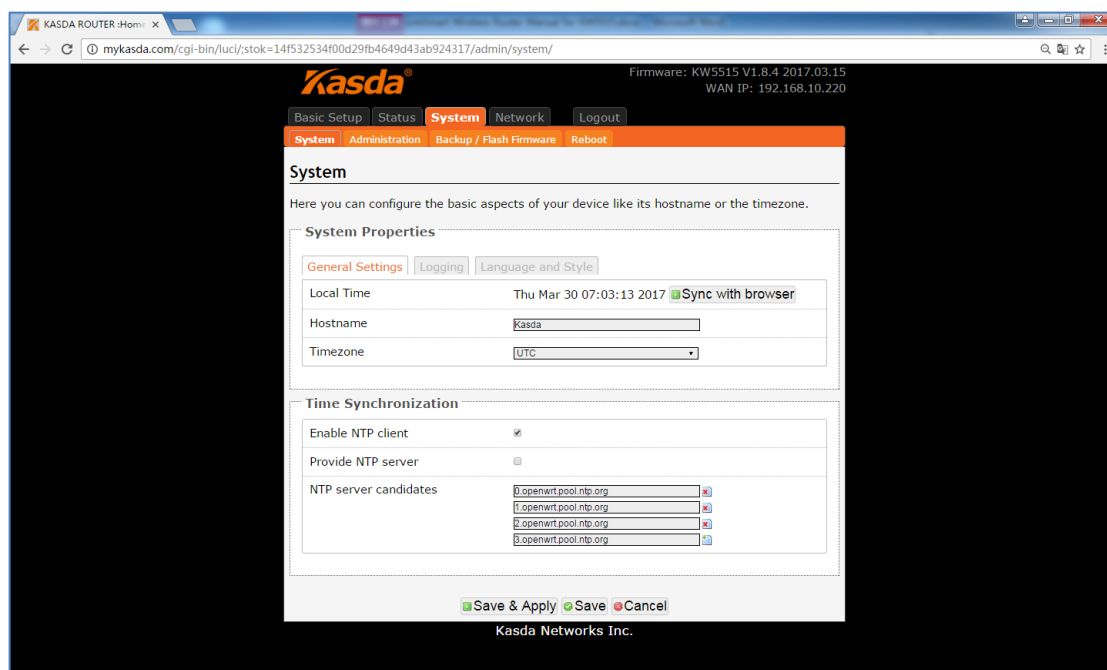 KASDA ROUTER :Home
mykasda.com/cgi-bin/luci/;stok=14f532534f00d29fb4649d43ab924317/admin/system/
Kasda®
Firmware: KW5515 V1.8.4 2017.03.15
WAN IP: 192.168.10.220
Basic Setup Status System Network Logout
System Administration Backup / Flash Firmware Reboot
System
Here you can configure the basic aspects of your device like its hostname or the timezone.
System Properties
General Settings Logging Language and Style
Local Time Thu Mar 30 07:03:13 2017 Sync with browser
Hostname Kasda
Timezone UTC
Time Synchronization
Enable NTP client
Provide NTP server
NTP server candidates 0.openwrt.pool.ntp.org
1.openwrt.pool.ntp.org
2.openwrt.pool.ntp.org
3.openwrt.pool.ntp.org
Save & Apply Save Cancel
Kasda Networks Inc.